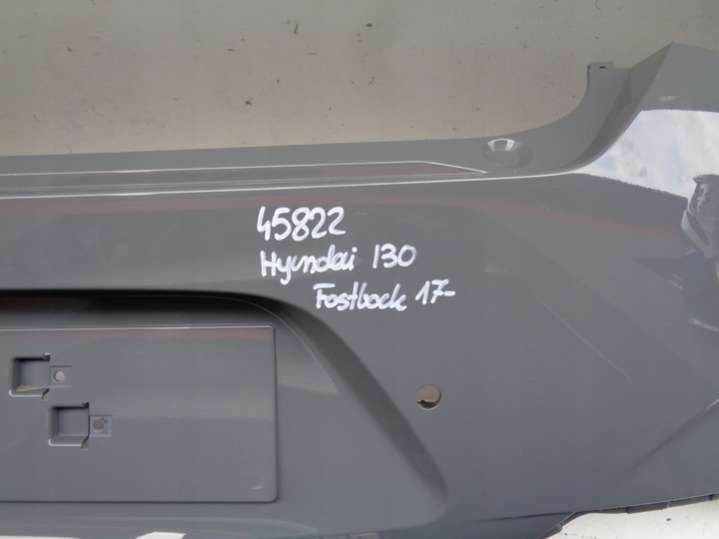 45822
Hyundai I30
Fastback 17-